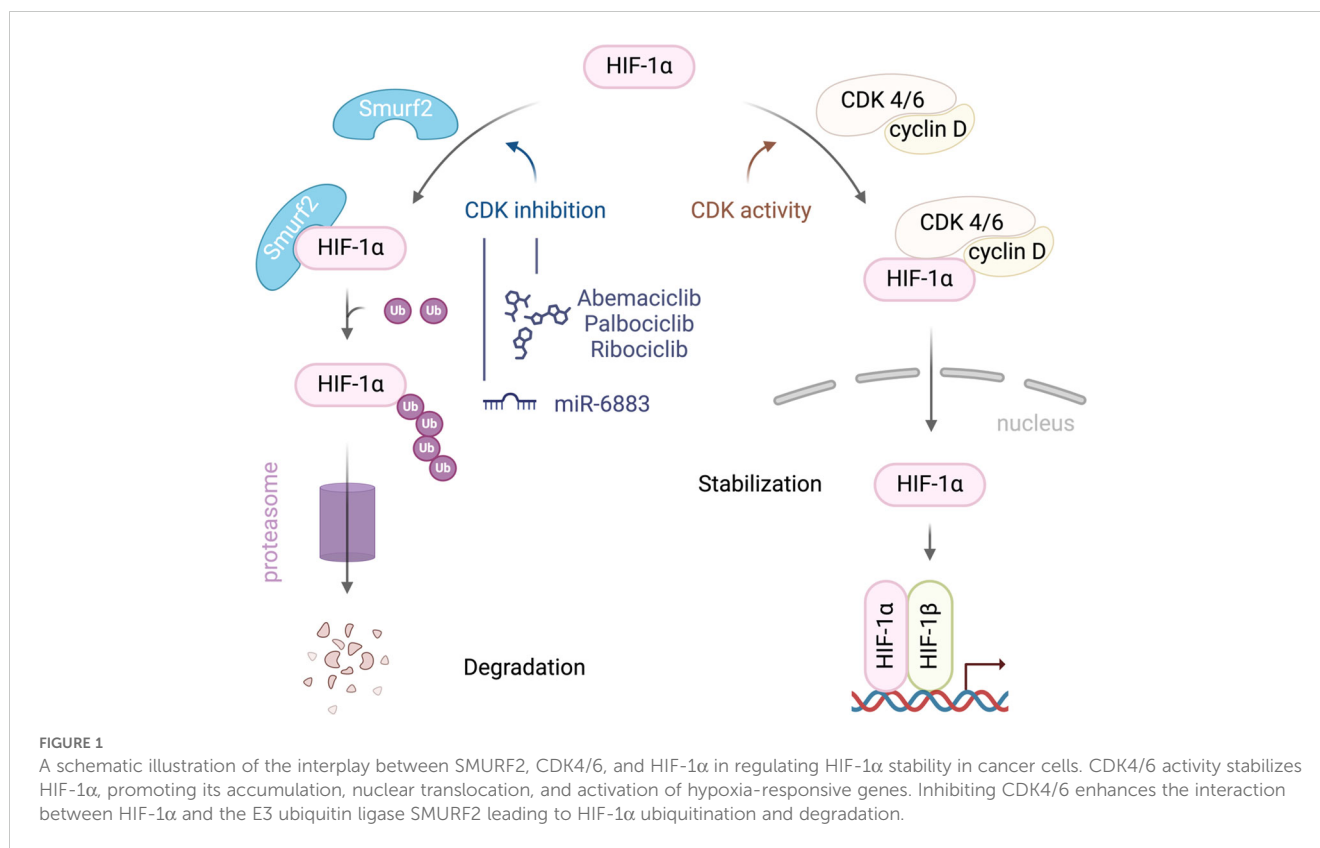 HIF-1α
Smurf2
CDK 4/6
cyclin D
CDK inhibition
CDK activity
Smurf2
HIF-1α
CDK 4/6
cyclin D
HIF-1α
Ub
Ub
Abemaciclib
Palbociclib
Ribociclib
HIF-1α
miR-6883
Ub
Ub
Ub
Ub
nucleus
proteasome
Stabilization
HIF-1α
HIF-1α
HIF-1β
Degradation
FIGURE 1
A schematic illustration of the interplay between SMURF2, CDK4/6, and HIF-1α in regulating HIF-1α stability in cancer cells. CDK4/6 activity stabilizes
HIF-1α, promoting its accumulation, nuclear translocation, and activation of hypoxia-responsive genes. Inhibiting CDK4/6 enhances the interaction
between HIF-1α and the E3 ubiquitin ligase SMURF2 leading to HIF-1α ubiquitination and degradation.